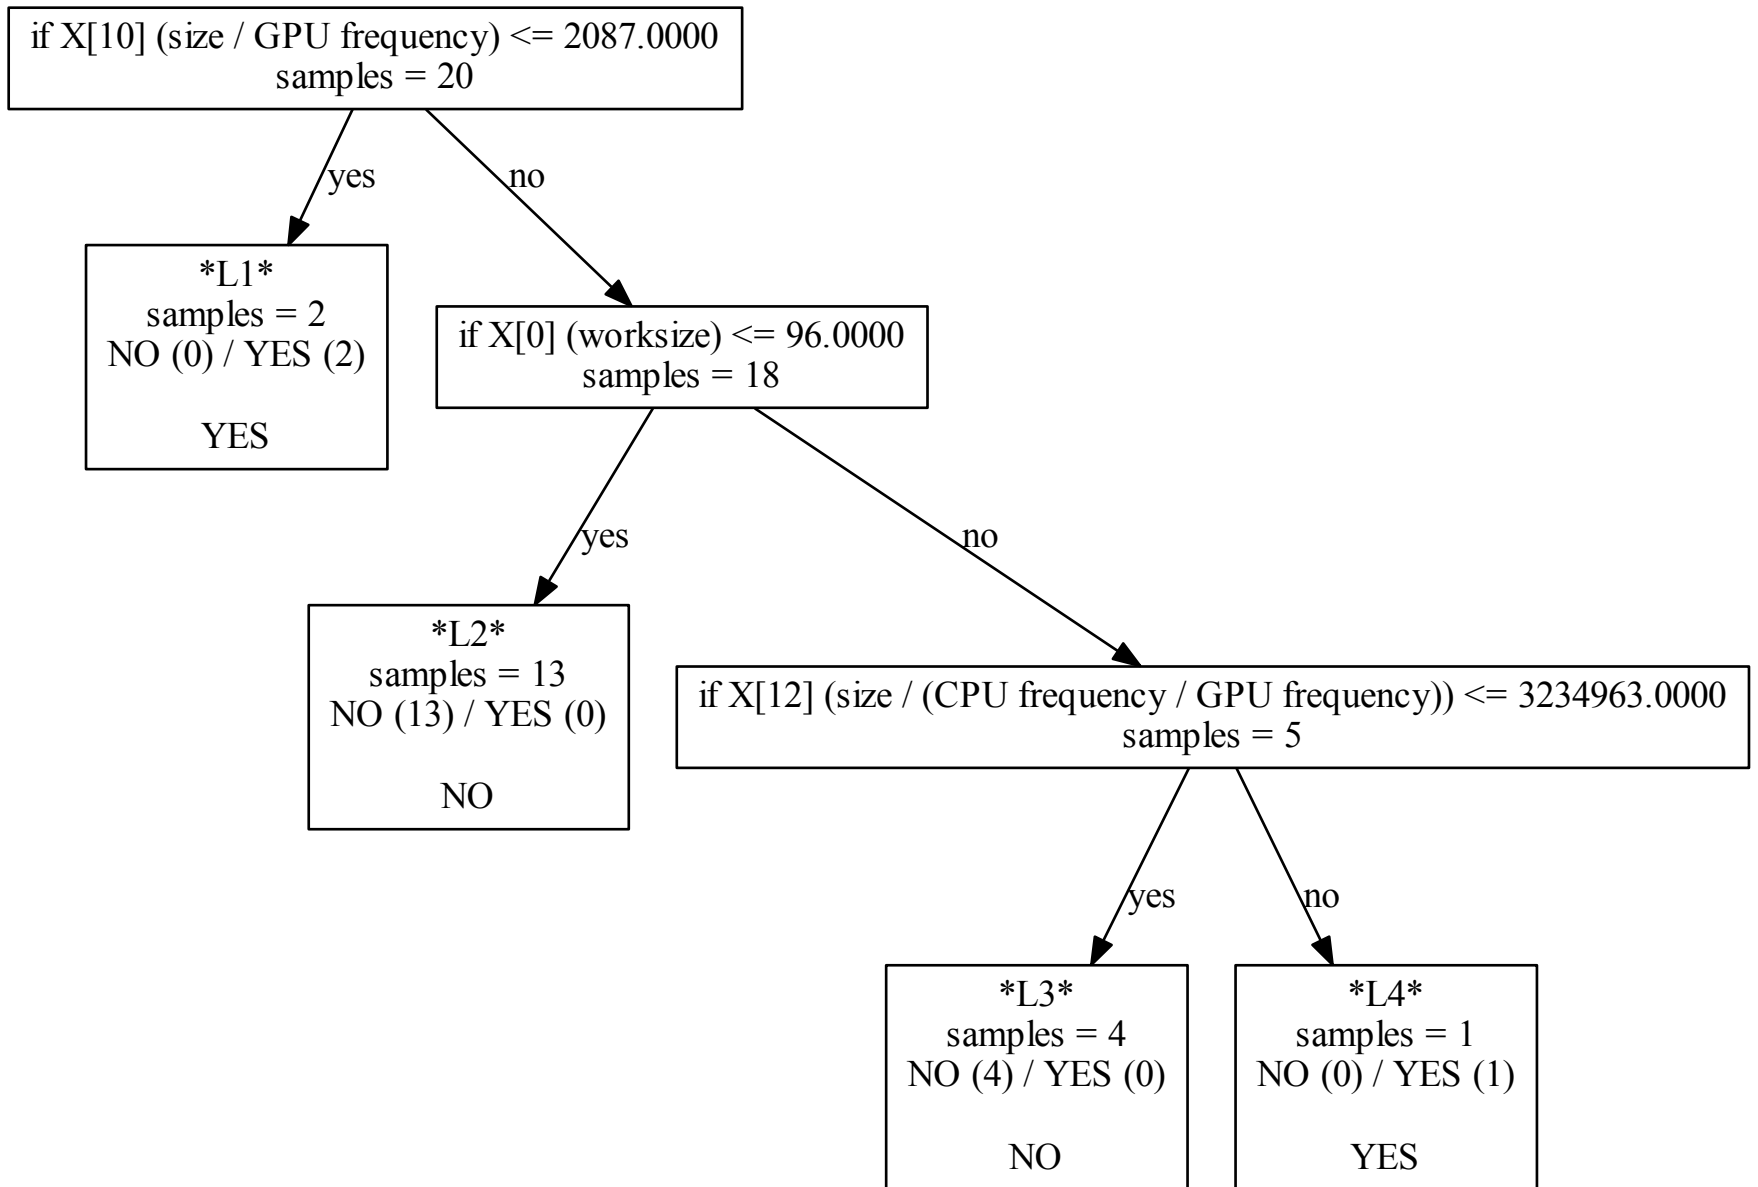 if X[10] (size / GPU frequency) <= 2087.0000
samples = 20
yes
no
*L1*
samples = 2
NO (0) / YES (2)
YES
if X[0] (worksize) <= 96.0000
samples = 18
yes
no
*L2*
samples = 13
NO (13) / YES (0)
NO
if X[12] (size / (CPU frequency / GPU frequency)) <= 3234963.0000
samples = 5
yes
no
*L3*
samples = 4
NO (4) / YES (0)
NO
*L4*
samples = 1
NO (0) / YES (1)
YES